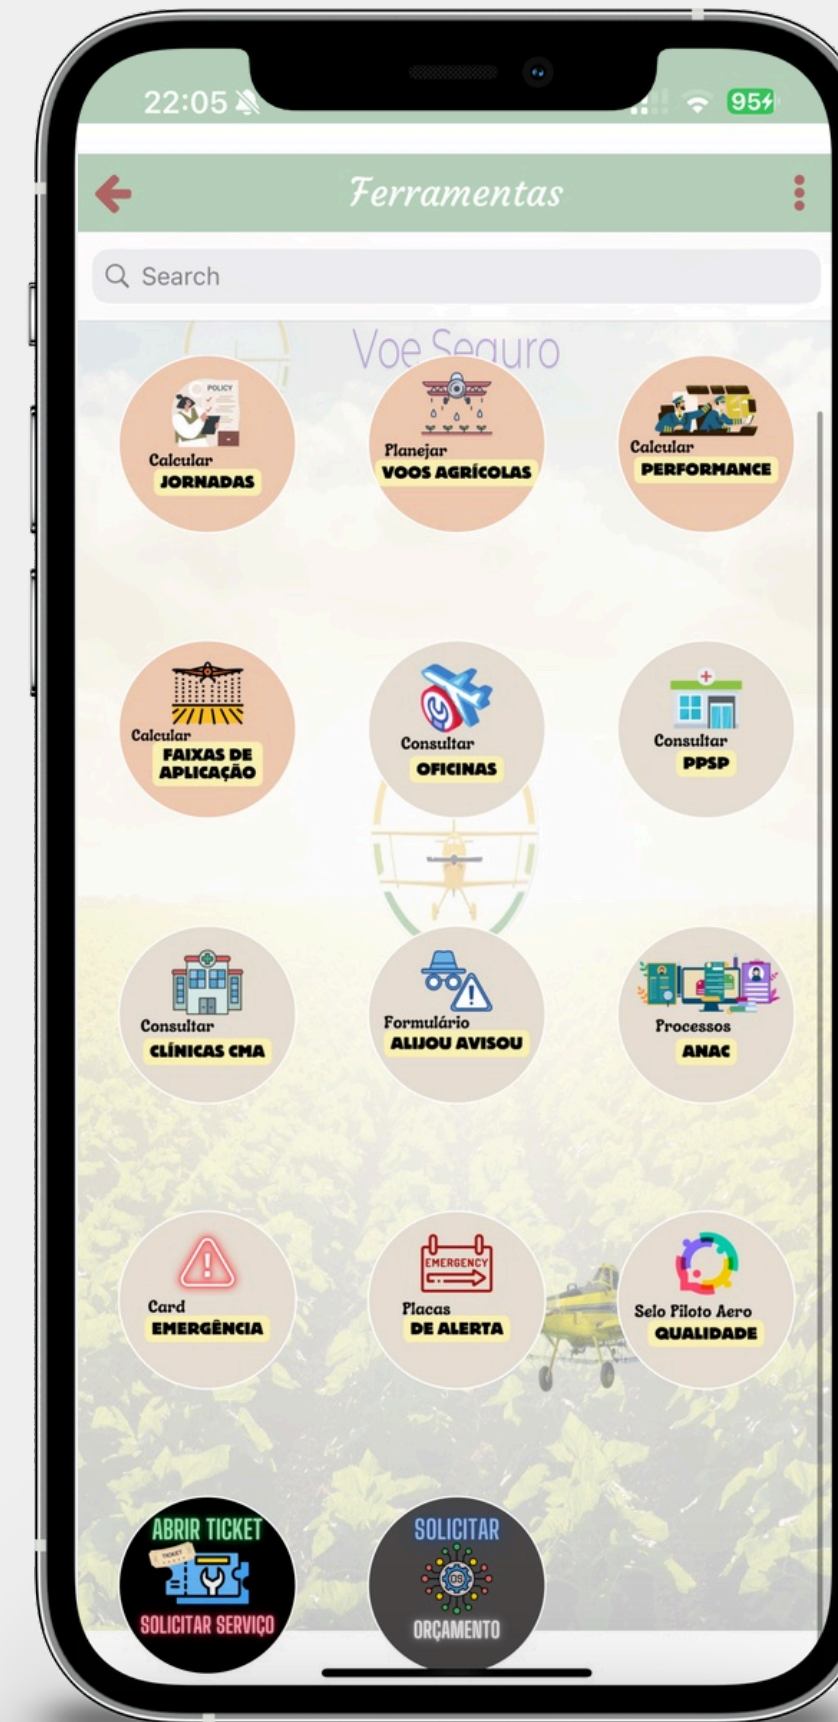 22:05
95
Ferramentas
Search
Voe Seguro
POLICY
Calcular
JORNADAS
Planejar
VOOS AGRÍCOLAS
Calcular
PERFORMANCE
Calcular
FAIXAS DE
APLICAÇÃO
Consultar
OFICINAS
Consultar
PPSP
Consultar
CLÍNICAS CMA
Formulário
ALIJOU AVISOU
Processos
ANAC
Card
EMERGÊNCIA
EMERGENCY
Placas
DE ALERTA
Selo Piloto Aero
QUALIDADE
ABRIR TICKET
TICKET
SOLICITAR SERVIÇO
SOLICITAR
DS
ORÇAMENTO